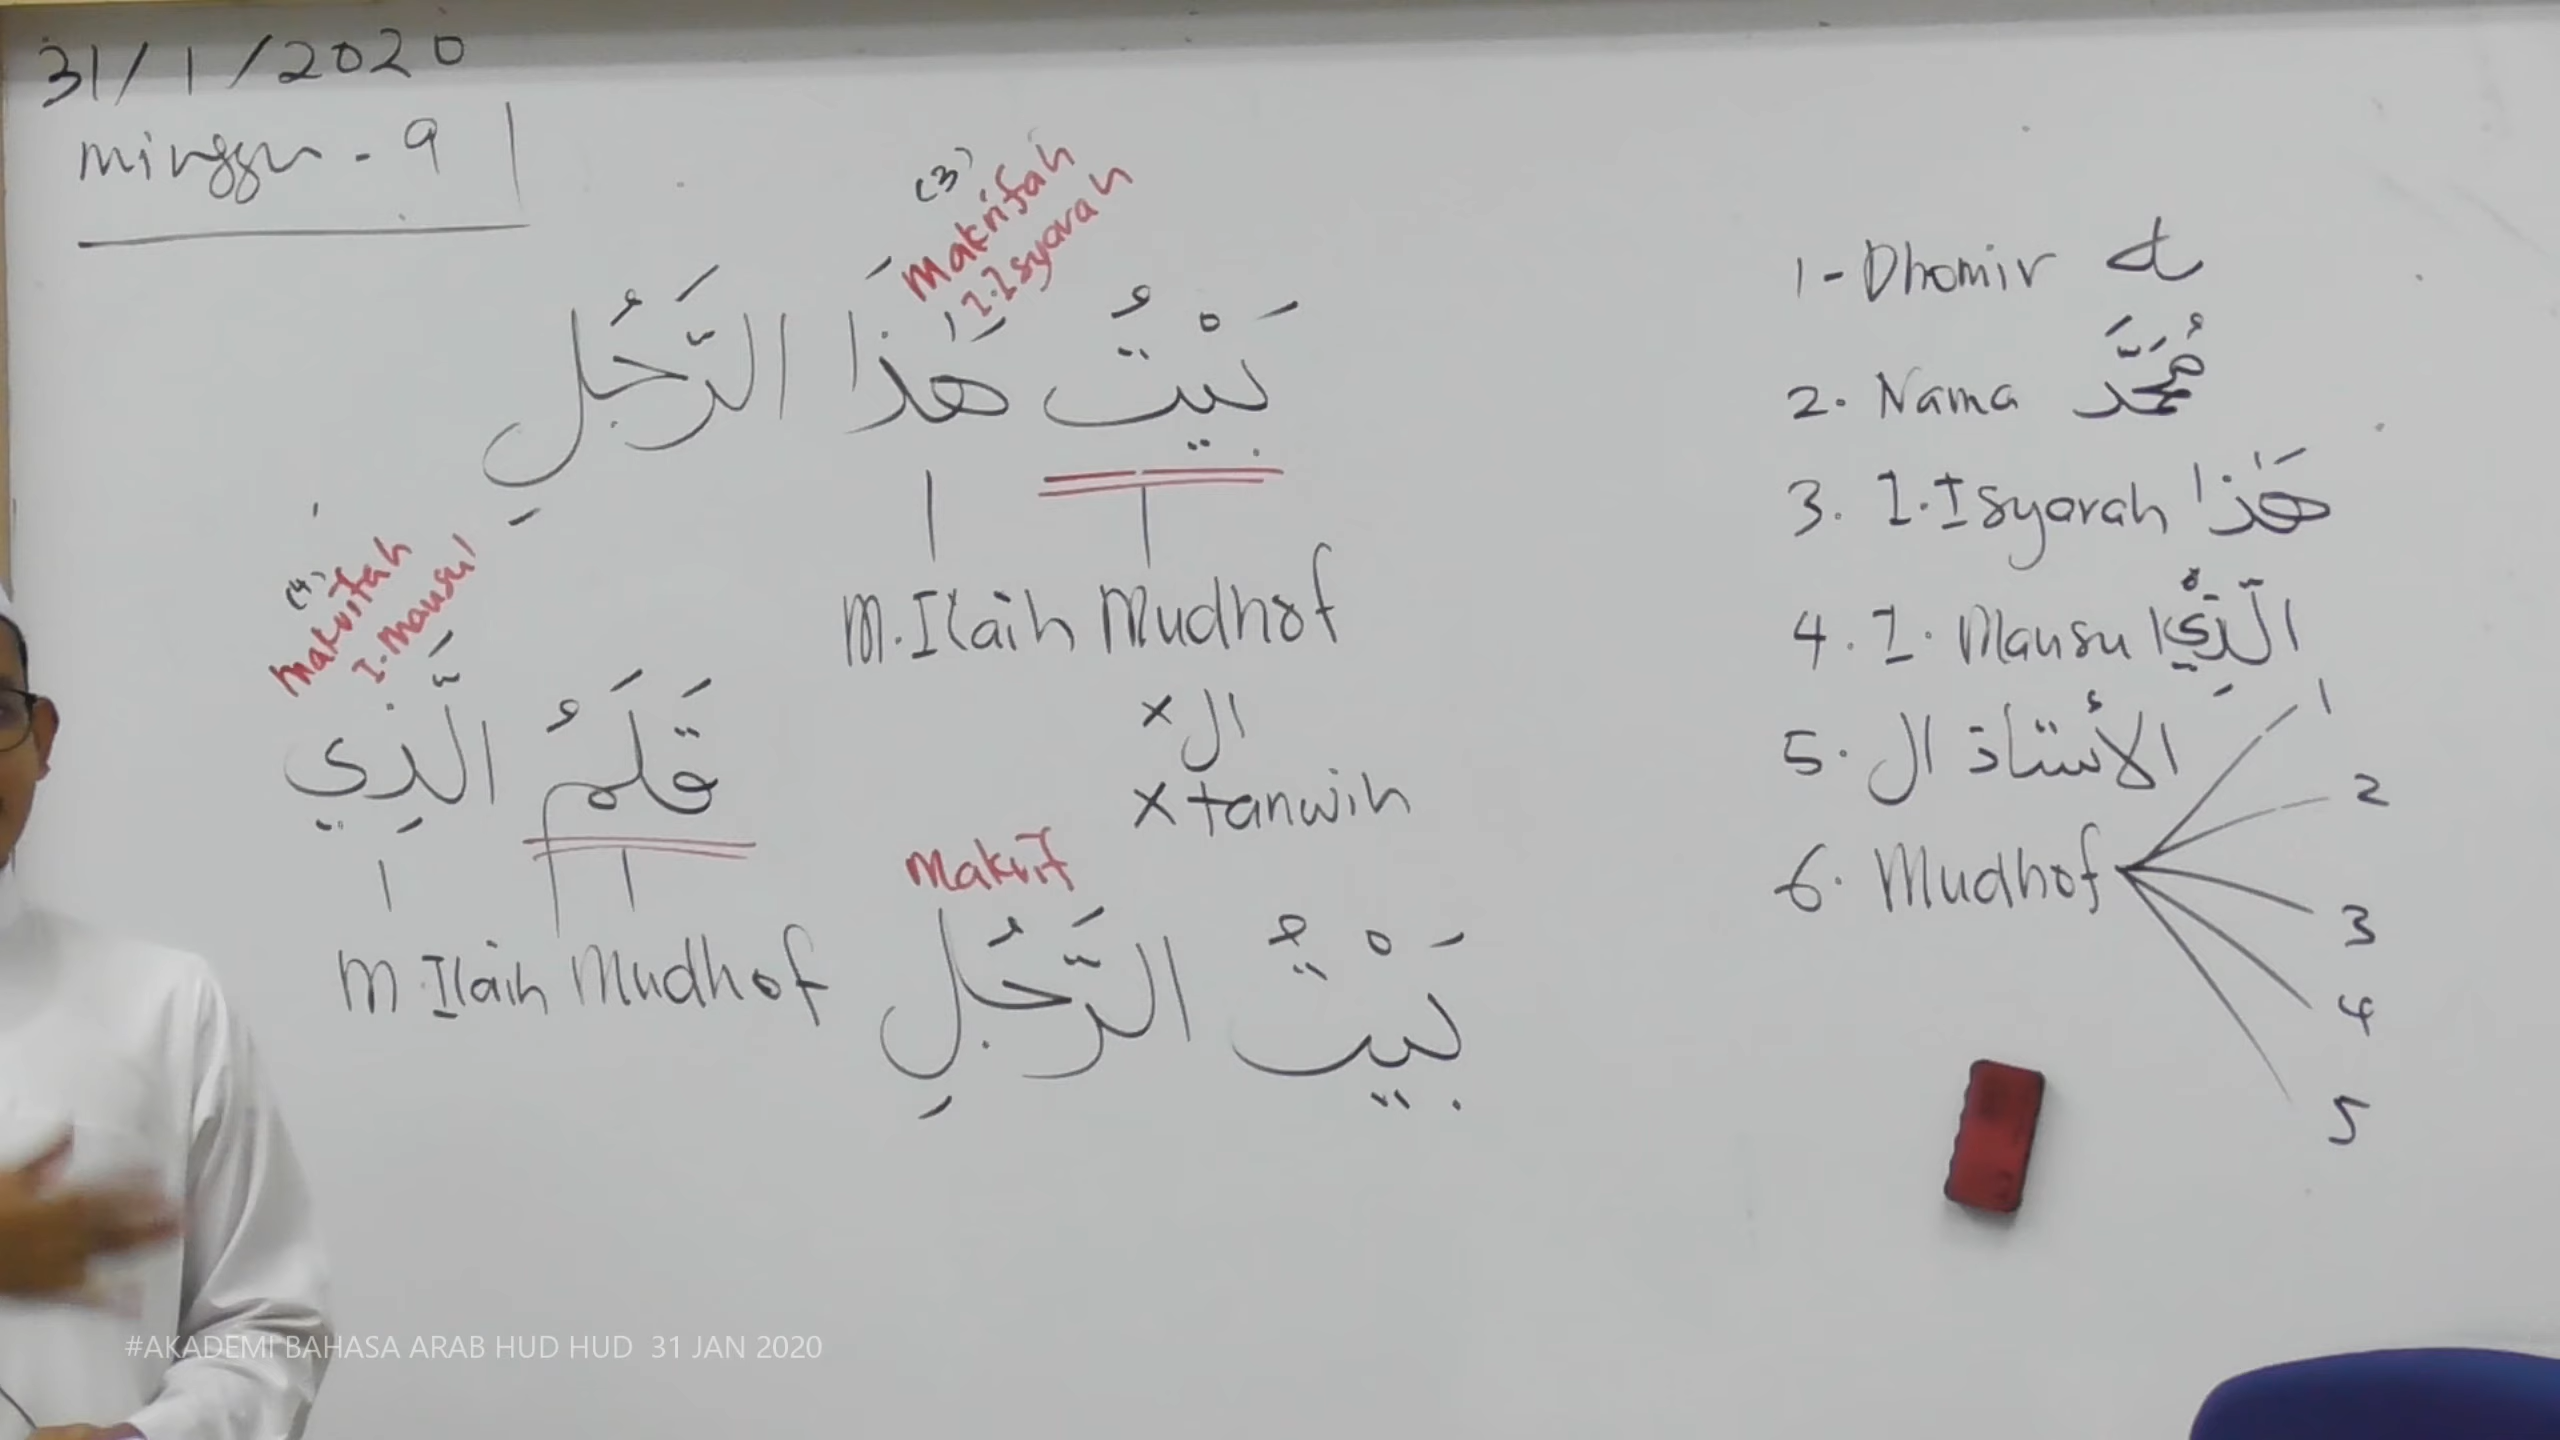 31/1/2020
minggu - 9
(3)
Makrifah
I.Isyarah
بَيْتُ هَٰذَا الرَّجُلِ
M.Ilaih Mudhof
x ال
x tanwin
(4)
Makrifah
I.Mausul
قَلَمُ الَّذِي
M.Ilaih Mudhof
Makrif
بَيْتُ الرَّجُلِ
1- Dhomir
2. Nama مُحَمَّد
3. I.Isyarah هَٰذَا
4. I. Mausul الَّذِيْ
5. ال الأستاذ
6. Mudhof
1
2
3
4
5
#AKADEMI BAHASA ARAB HUD HUD 31 JAN 2020